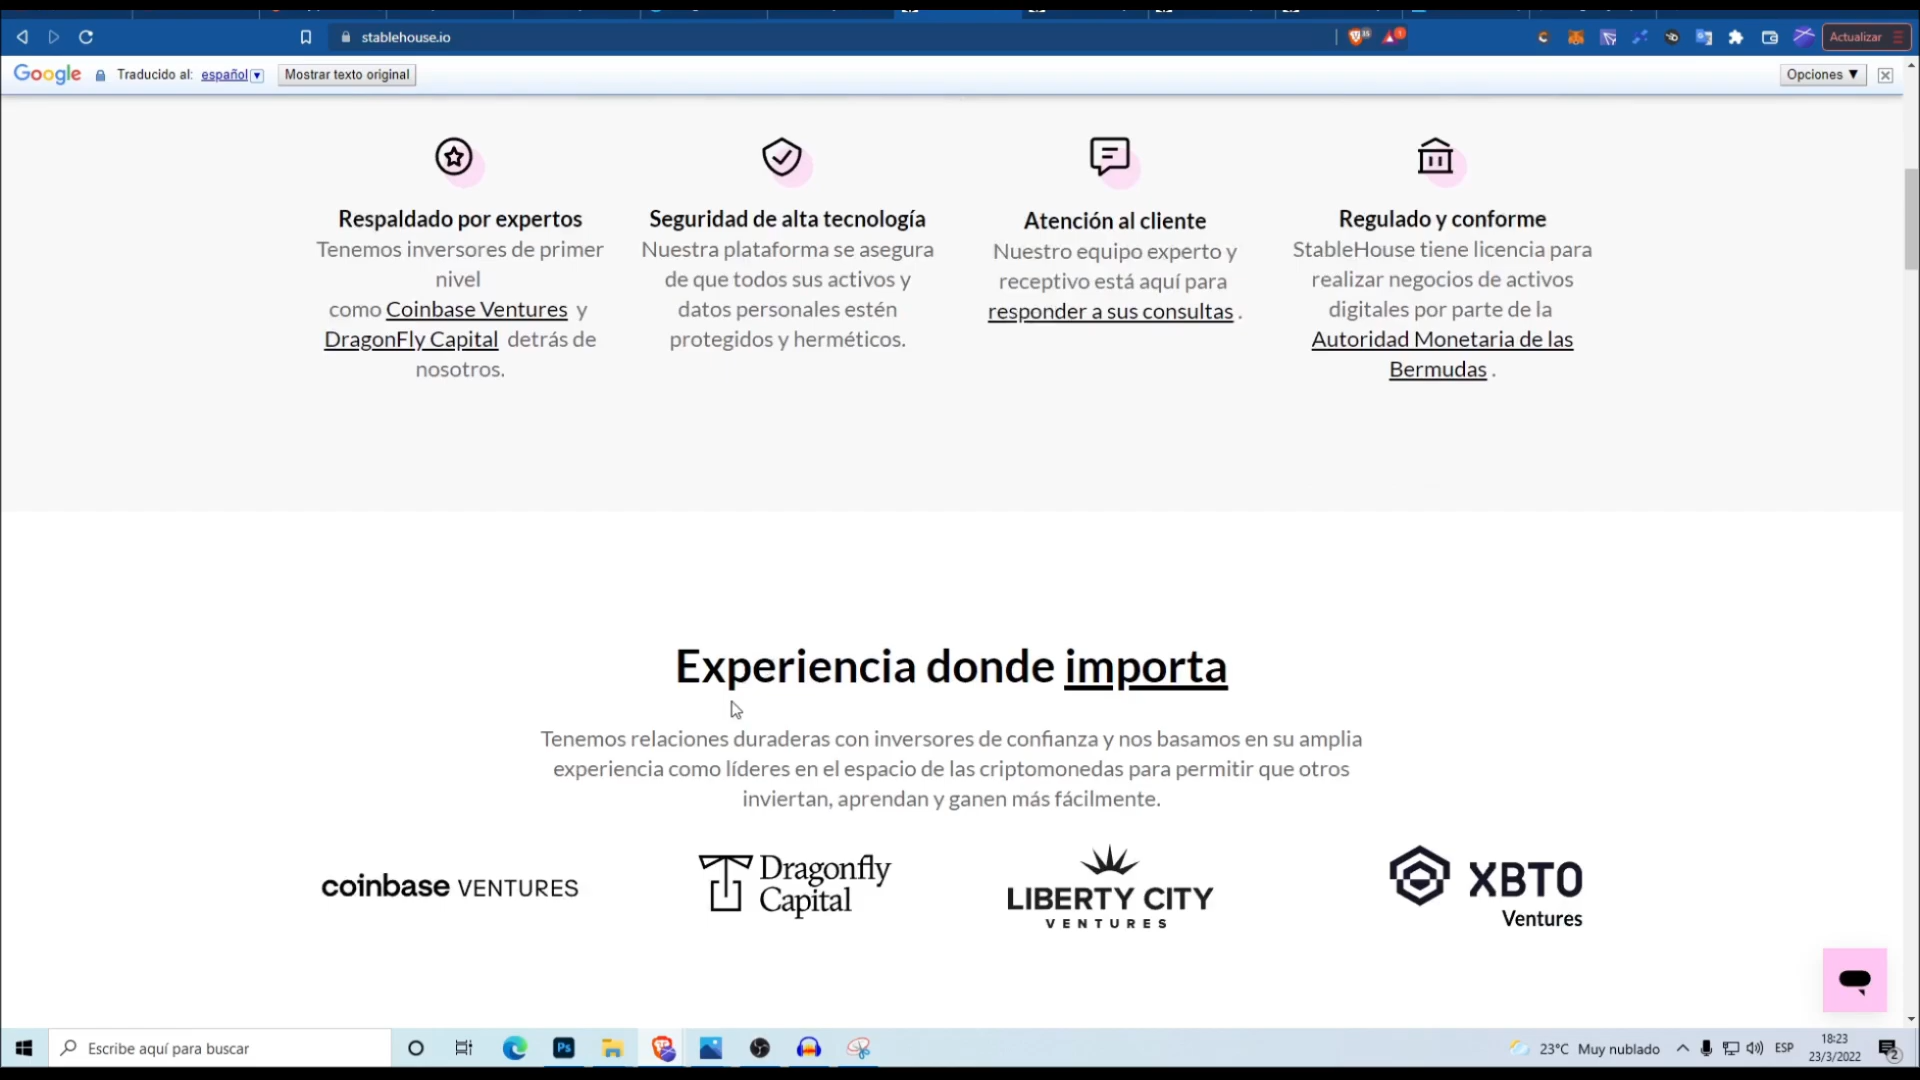 stablehouse.io
Actualizar
Google Traducido al: español Mostrar texto original Opciones
Respaldado por expertos
Tenemos inversores de primer
nivel
como Coinbase Ventures y
DragonFly Capital detrás de
nosotros.
Seguridad de alta tecnología
Nuestra plataforma se asegura
de que todos sus activos y
datos personales estén
protegidos y herméticos.
Atención al cliente
Nuestro equipo experto y
receptivo está aquí para
responder a sus consultas .
Regulado y conforme
StableHouse tiene licencia para
realizar negocios de activos
digitales por parte de la
Autoridad Monetaria de las
Bermudas .
Experiencia donde importa
Tenemos relaciones duraderas con inversores de confianza y nos basamos en su amplia
experiencia como líderes en el espacio de las criptomonedas para permitir que otros
inviertan, aprendan y ganen más fácilmente.
coinbase VENTURES
Dragonfly
Capital
LIBERTY CITY
VENTURES
XBTO
Ventures
Escribe aquí para buscar
Ps
23°C Muy nublado
ESP
18:23
23/3/2022
2